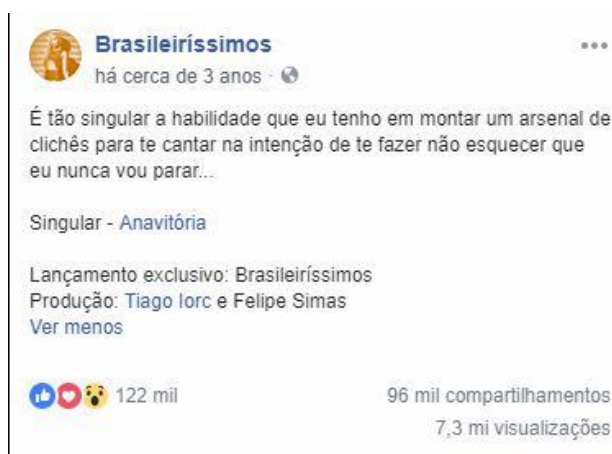 Brasileiríssimos
há cerca de 3 anos ·
É tão singular a habilidade que eu tenho em montar um arsenal de
clichês para te cantar na intenção de te fazer não esquecer que
eu nunca vou parar...
Singular - Anavitória
Lançamento exclusivo: Brasileiríssimos
Produção: Tiago Iorc e Felipe Simas
Ver menos
122 mil 96 mil compartilhamentos
7,3 mi visualizações